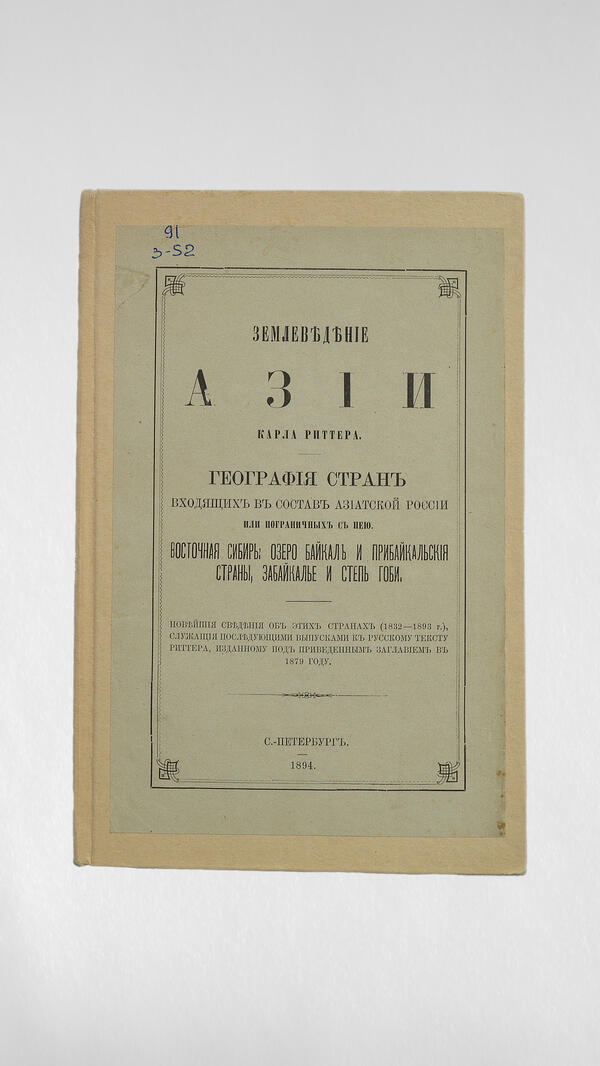 91
З-52
ЗЕМЛЕВѢДѢНІЕ
АЗІИ
КАРЛА РИТТЕРА.
ГЕОГРАФІЯ СТРАНЪ
ВХОДЯЩИХЪ ВЪ СОСТАВЪ АЗІАТСКОЙ РОССІИ
ИЛИ ПОГРАНИЧНЫХЪ СЪ НЕЮ.
ВОСТОЧНАЯ СИБИРЬ: ОЗЕРО БАЙКАЛЪ И ПРИБАЙКАЛЬСКІЯ
СТРАНЫ, ЗАБАЙКАЛЬЕ И СТЕПЬ ГОБИ.
НОВѢЙШІЯ СВѢДѢНІЯ ОБЪ ЭТИХЪ СТРАНАХЪ (1832—1893 г.),
СЛУЖАЩІЯ ПОСЛѢДУЮЩИМИ ВЫПУСКАМИ КЪ РУССКОМУ ТЕКСТУ
РИТТЕРА, ИЗДАННОМУ ПОДЪ ПРИВЕДЕННЫМЪ ЗАГЛАВІЕМЪ ВЪ
1879 ГОДУ.
С.-ПЕТЕРБУРГЪ.
1894.